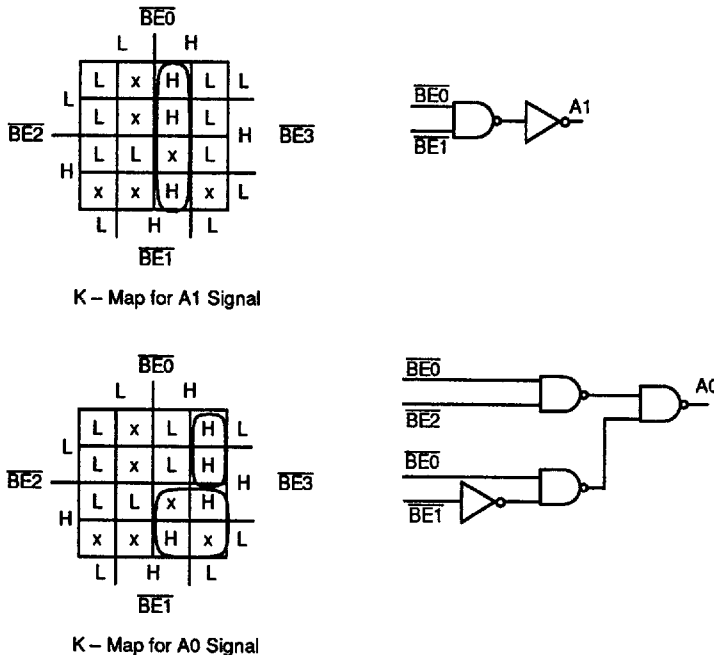 BE0
L H
L x H L L
L
L x H L
BE2 H BE3
L L x L
H
x x H x L
L H L
BE1
K – Map for A1 Signal
BE0
BE1
A1
BE0
L H
L x L H L
L
L x L H
BE2 H BE3
L L x H
H
x x H x L
L H L
BE1
K – Map for A0 Signal
BE0
BE2
BE0
BE1
A0